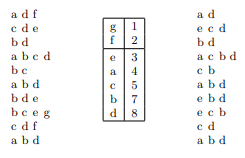 a d f
c d e
b d
a b c d
b c
a b d
b d e
b c e g
c d f
a b d
g 1
f 2
e 3
a 4
c 5
b 7
d 8
a d
e c d
b d
a c b d
c b
a b d
e b d
e c b
c d
a b d